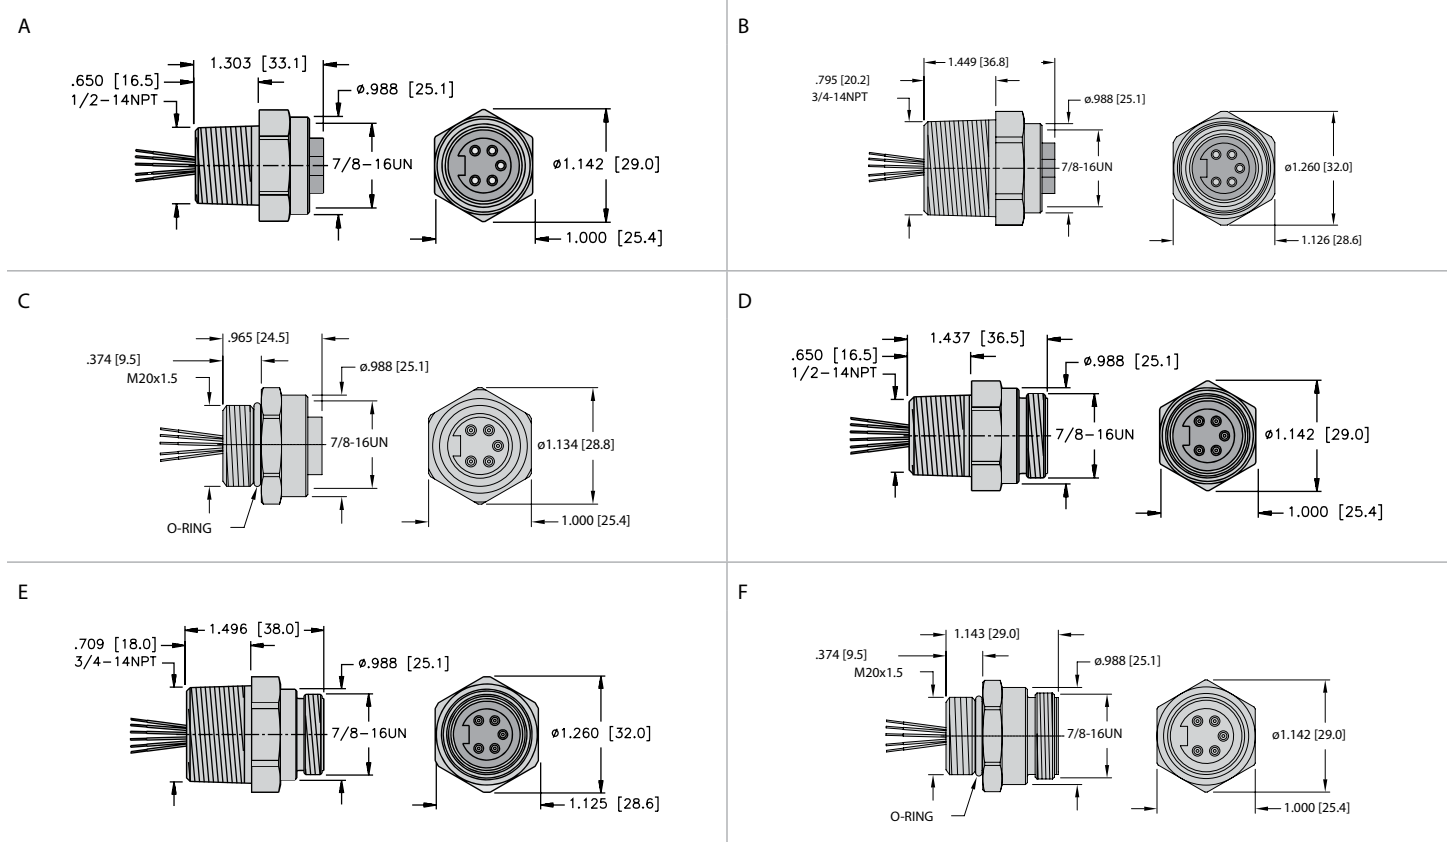 A
1.303 [33.1]
.650 [16.5]
1/2-14NPT
ø.988 [25.1]
7/8-16UN
ø1.142 [29.0]
1.000 [25.4]
B
1.449 [36.8]
.795 [20.2]
3/4-14NPT
ø.988 [25.1]
7/8-16UN
ø1.260 [32.0]
1.126 [28.6]
C
.965 [24.5]
.374 [9.5]
M20x1.5
ø.988 [25.1]
7/8-16UN
ø1.134 [28.8]
1.000 [25.4]
O-RING
D
1.437 [36.5]
.650 [16.5]
1/2-14NPT
ø.988 [25.1]
7/8-16UN
ø1.142 [29.0]
1.000 [25.4]
E
1.496 [38.0]
.709 [18.0]
3/4-14NPT
ø.988 [25.1]
7/8-16UN
ø1.260 [32.0]
1.125 [28.6]
F
1.143 [29.0]
.374 [9.5]
M20x1.5
ø.988 [25.1]
7/8-16UN
ø1.142 [29.0]
1.000 [25.4]
O-RING